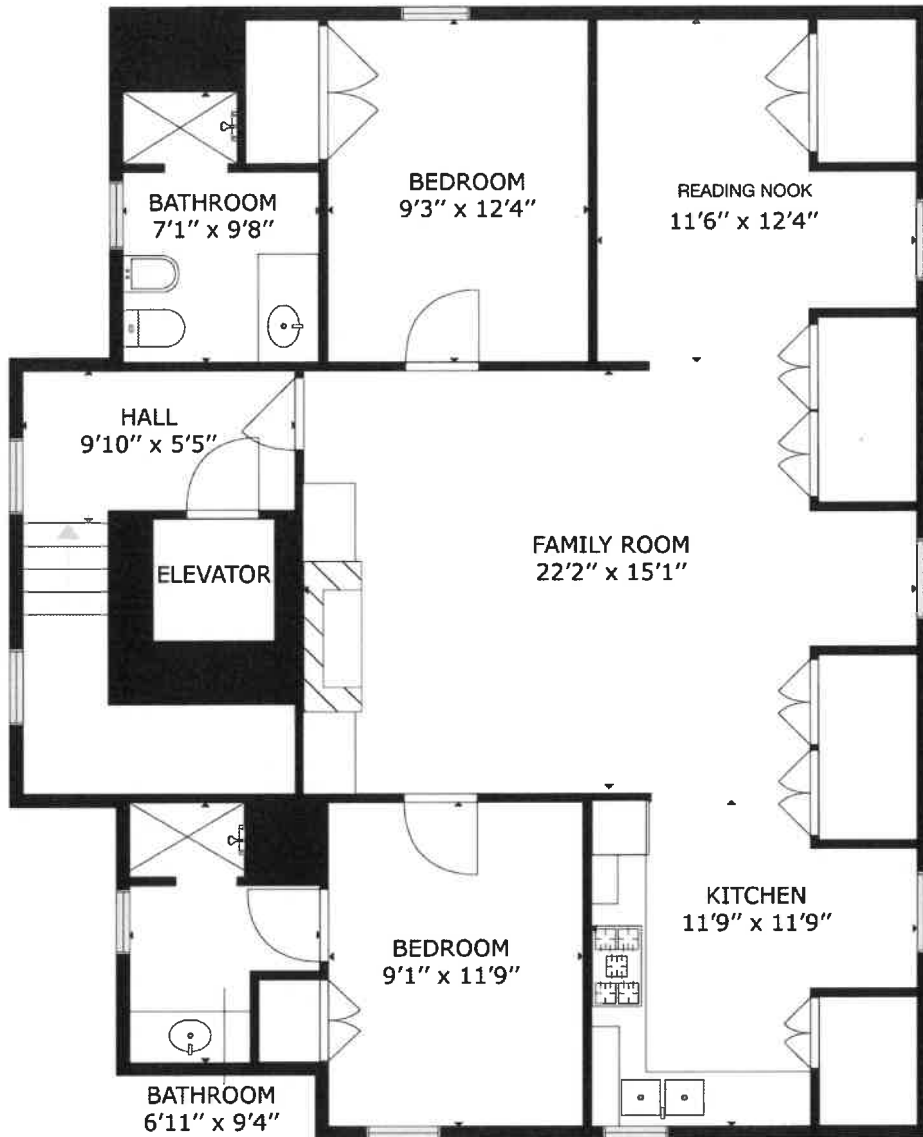 BATHROOM
7'1" x 9'8"
BEDROOM
9'3" x 12'4"
READING NOOK
11'6" x 12'4"
HALL
9'10" x 5'5"
ELEVATOR
FAMILY ROOM
22'2" x 15'1"
BEDROOM
9'1" x 11'9"
KITCHEN
11'9" x 11'9"
BATHROOM
6'11" x 9'4"